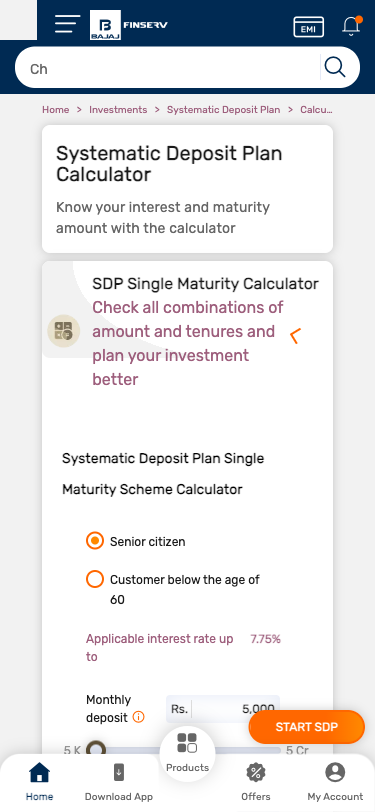 BAJAJ FINSERV
EMI
Ch
Home > Investments > Systematic Deposit Plan > Calcu...
Systematic Deposit Plan
Calculator
Know your interest and maturity
amount with the calculator
SDP Single Maturity Calculator
Check all combinations of
amount and tenures and
plan your investment
better
Systematic Deposit Plan Single
Maturity Scheme Calculator
Senior citizen
Customer below the age of
60
Applicable interest rate up 7.75%
to
Monthly
deposit Rs. 5,000
START SDP
5 K 5 Cr
Products
Home Download App Offers My Account